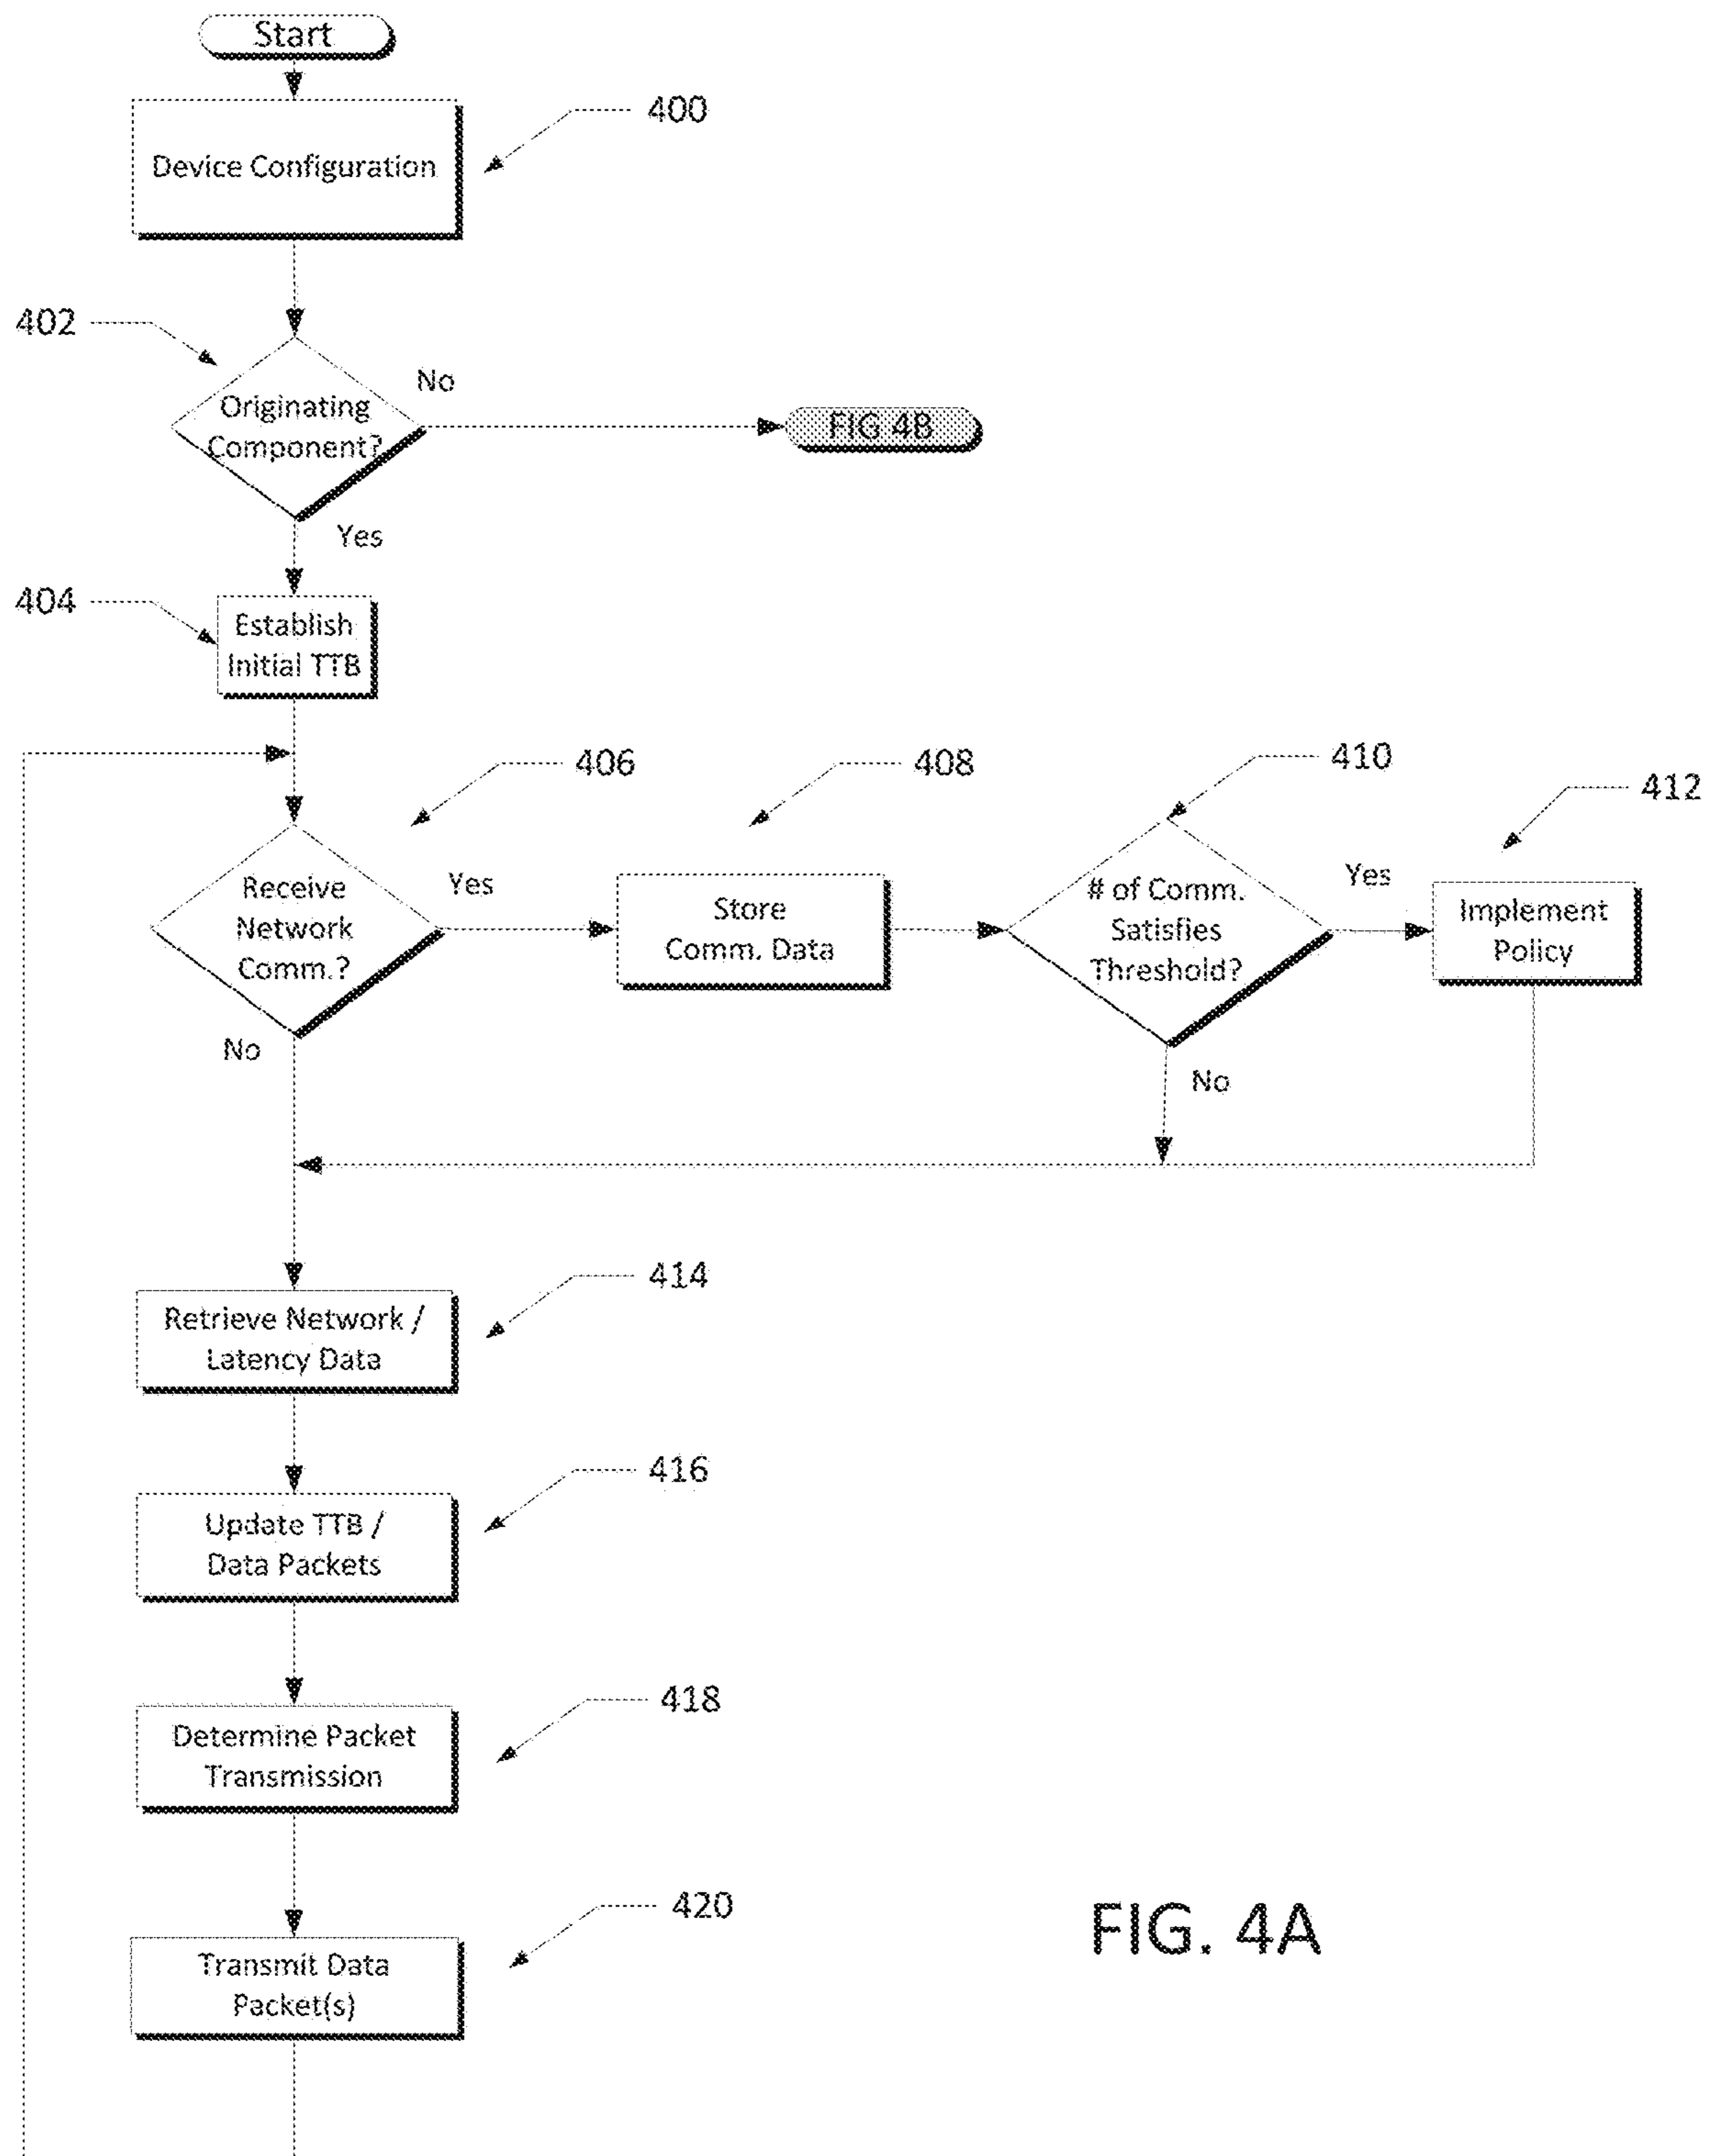 Start
400
Device Configuration
402
No
Originating
Component?
FIG 4B
Yes
404
Establish
Initial TTB
406
408
410
412
Receive
Network
Comm.?
Yes
Store
Comm. Data
# of Comm.
Satisfies
Threshold?
Yes
Implement
Policy
No
No
414
Retrieve Network /
Latency Data
416
Update TTB /
Data Packets
418
Determine Packet
Transmission
420
Transmit Data
Packet(s)
FIG. 4A